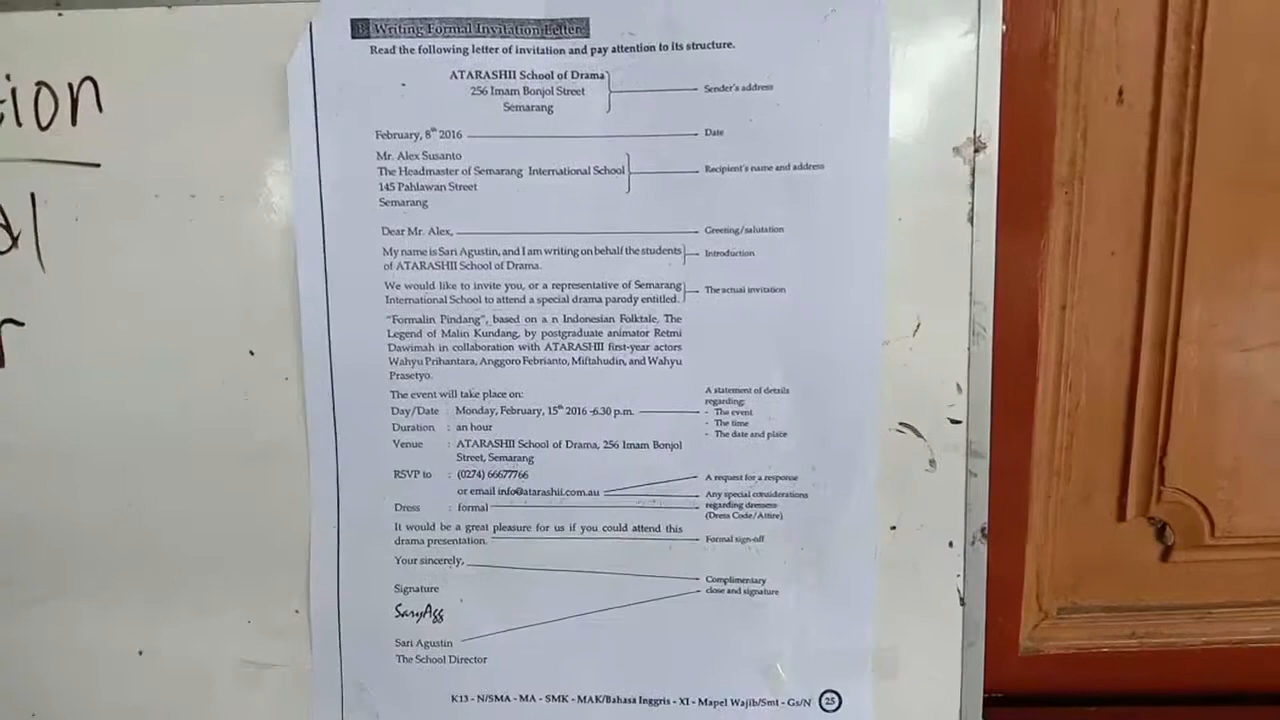 tion
al
r
B. Writing Formal Invitation Letter
Read the following letter of invitation and pay attention to its structure.
ATARASHII School of Drama
256 Imam Bonjol Street
Semarang
Sender's address
February, 8th 2016
Date
Mr. Alex Susanto
The Headmaster of Semarang International School
145 Pahlawan Street
Semarang
Recipient's name and address
Dear Mr. Alex,
Greeting/salutation
My name is Sari Agustin, and I am writing on behalf the students
of ATARASHII School of Drama.
Introduction
We would like to invite you, or a representative of Semarang
International School to attend a special drama parody entitled.
The actual invitation
"Formalin Pindang", based on a n Indonesian Folktale, The
Legend of Malin Kundang, by postgraduate animator Retmi
Dawimah in collaboration with ATARASHII first-year actors
Wahyu Prihantara, Anggoro Febrianto, Miftahudin, and Wahyu
Prasetyo.
The event will take place on:
Day/Date : Monday, February, 15th 2016 -6.30 p.m.
Duration : an hour
Venue : ATARASHII School of Drama, 256 Imam Bonjol
Street, Semarang
A statement of details
regarding:
- The event
- The time
- The date and place
RSVP to : (0274) 66677766
or email info@atarashii.com.au
A request for a response
Dress : formal
Any special considerations
regarding dresses
(Dress Code/Attire)
It would be a great pleasure for us if you could attend this
drama presentation.
Formal sign-off
Your sincerely,
Complimentary
close and signature
Signature
SaryAgg
Sari Agustin
The School Director
K13 - N/SMA - MA - SMK - MAK/Bahasa Inggris - XI - Mapel Wajib/Smt - Gs/N 25